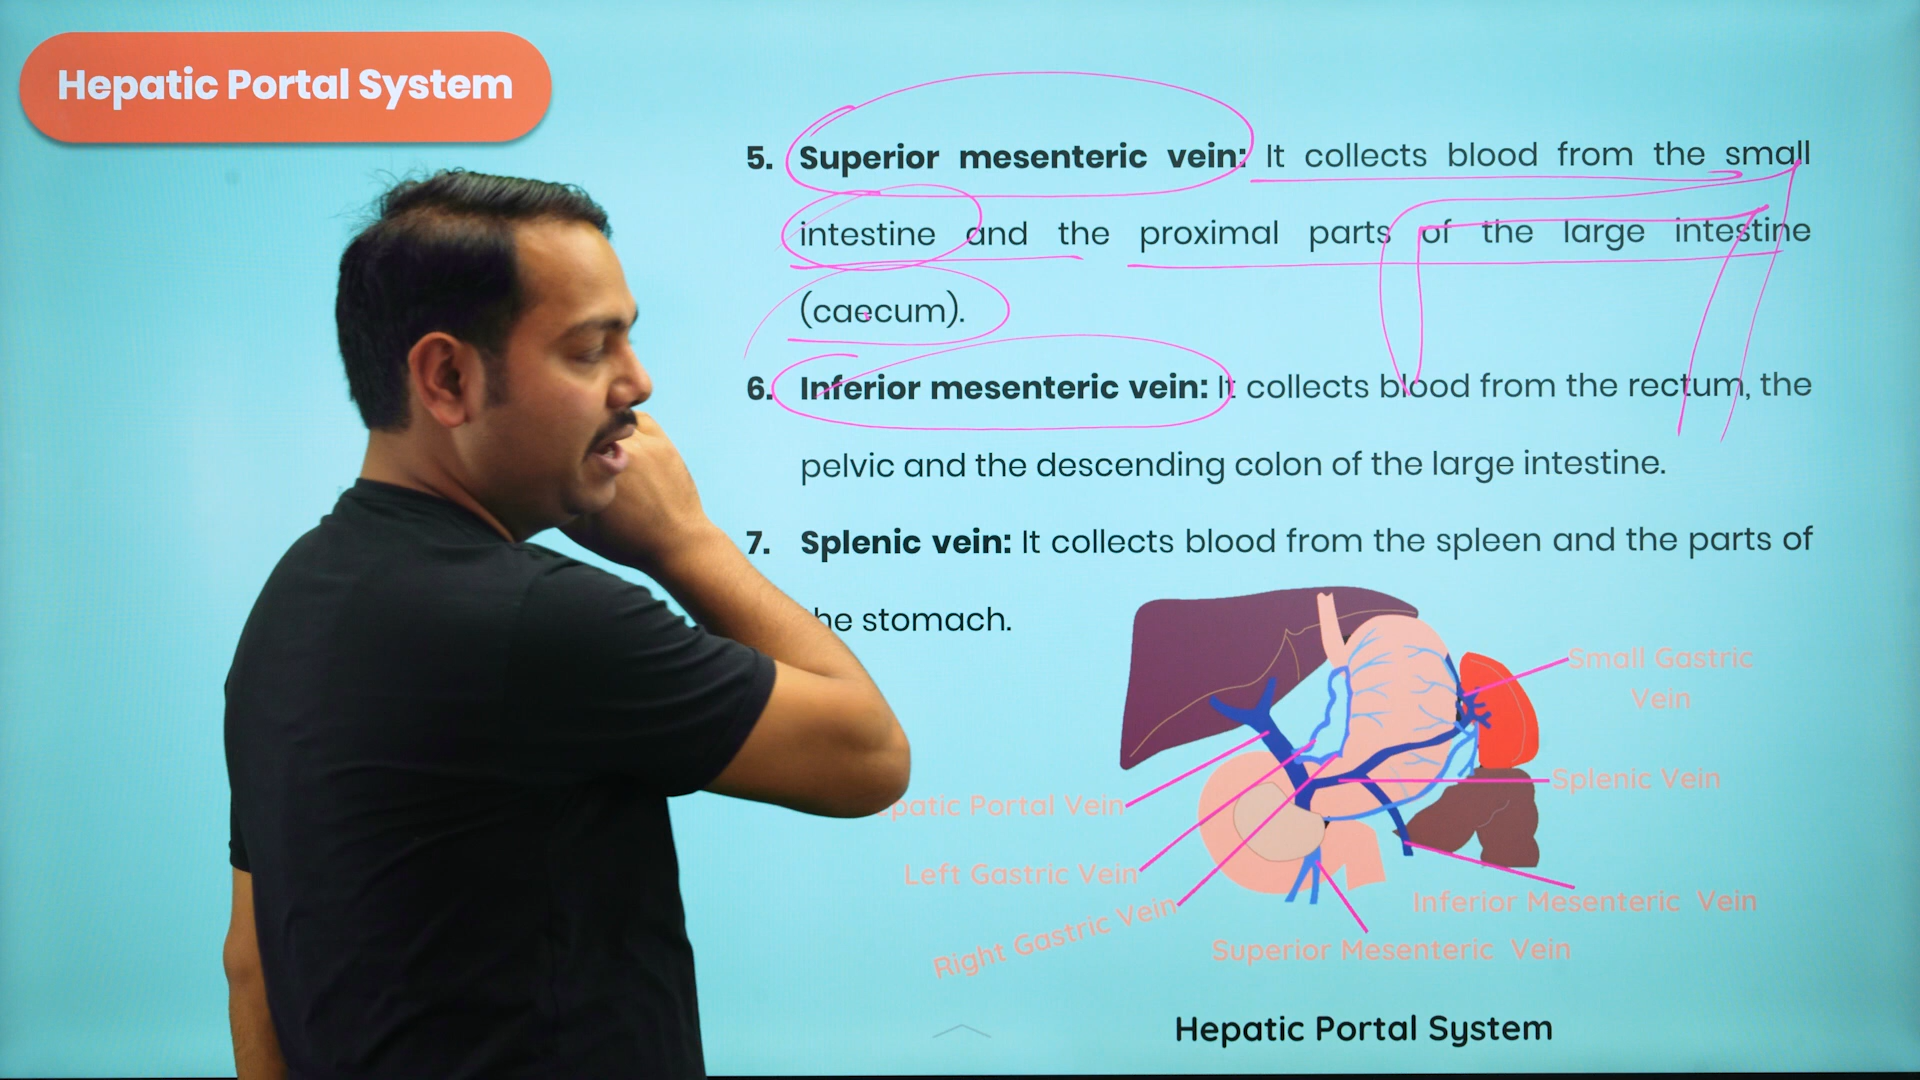 Hepatic Portal System
5. Superior mesenteric vein: It collects blood from the small
intestine and the proximal parts of the large intestine
(caecum).
6. Inferior mesenteric vein: It collects blood from the rectum, the
pelvic and the descending colon of the large intestine.
7. Splenic vein: It collects blood from the spleen and the parts of
he stomach.
Small Gastric
Vein
Splenic Vein
patic Portal Vein
Left Gastric Vein
Right Gastric Vein
Inferior Mesenteric Vein
Superior Mesenteric Vein
Hepatic Portal System